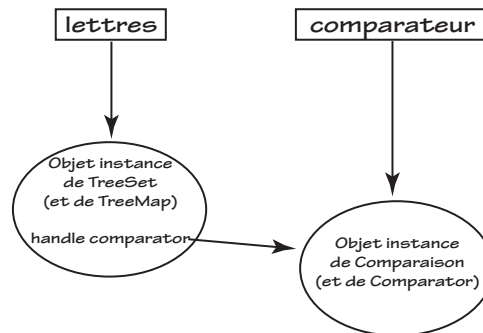 lettres
comparateur
Objet instance
de TreeSet
(et de TreeMap)
handle comparator
Objet instance
de Comparaison
(et de Comparator)